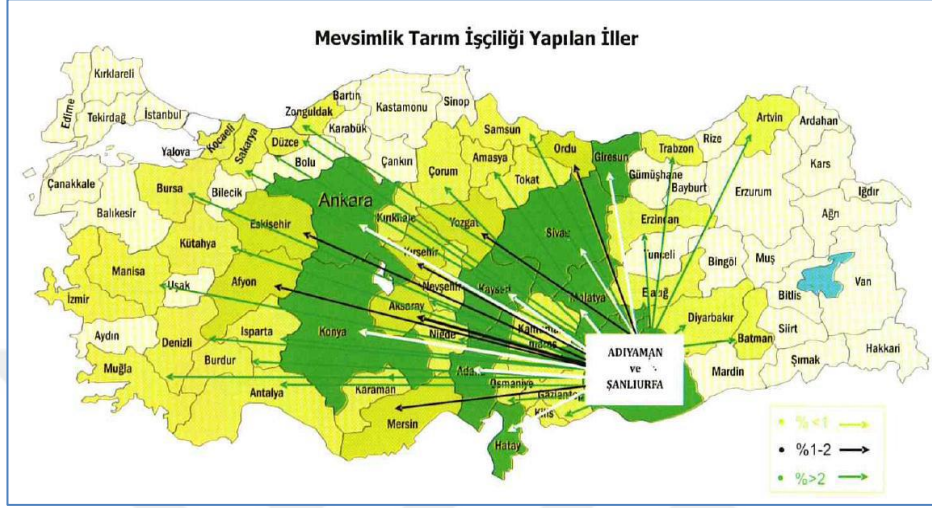 Mevsimlik Tarım İşçiliği Yapılan İller
Kırklareli
Edirne
Tekirdağ
İstanbul
Yalova
Kocaeli
Sakarya
Düzce
Zonguldak
Bartın
Karabük
Kastamonu
Sinop
Bolu
Çankırı
Samsun
Amasya
Çorum
Tokat
Ordu
Giresun
Trabzon
Rize
Artvin
Ardahan
Gümüşhane
Bayburt
Kars
Iğdır
Erzurum
Ağrı
Çanakkale
Balıkesir
Bursa
Bilecik
Eskişehir
Ankara
Kırıkkale
Yozgat
Sivas
Erzincan
Tunceli
Bingöl
Muş
Kütahya
Manisa
Uşak
Afyon
Kırşehir
Nevşehir
Kayseri
Malatya
Elazığ
Bitlis
Van
İzmir
Aksaray
Diyarbakır
Batman
Siirt
Hakkari
Aydın
Denizli
Isparta
Konya
Niğde
Kahramanmaraş
ADIYAMAN
ve
ŞANLIURFA
Mardin
Şırnak
Muğla
Burdur
Antalya
Karaman
Adana
Osmaniye
Gaziantep
Kilis
Mersin
Hatay
% <1
%1-2
%>2